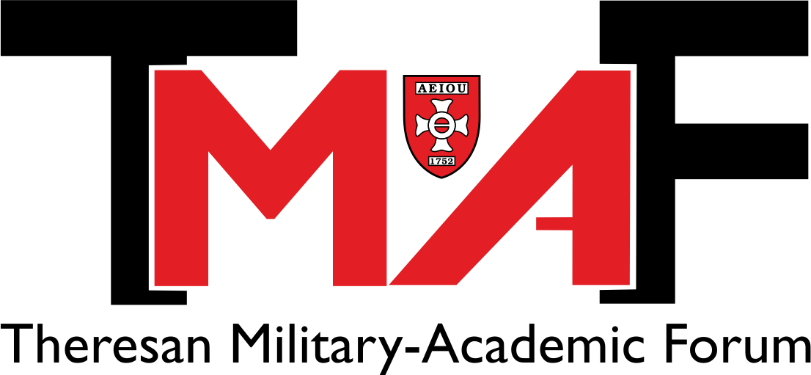 TMAF
AEIOU
1752
Theresan Military-Academic Forum